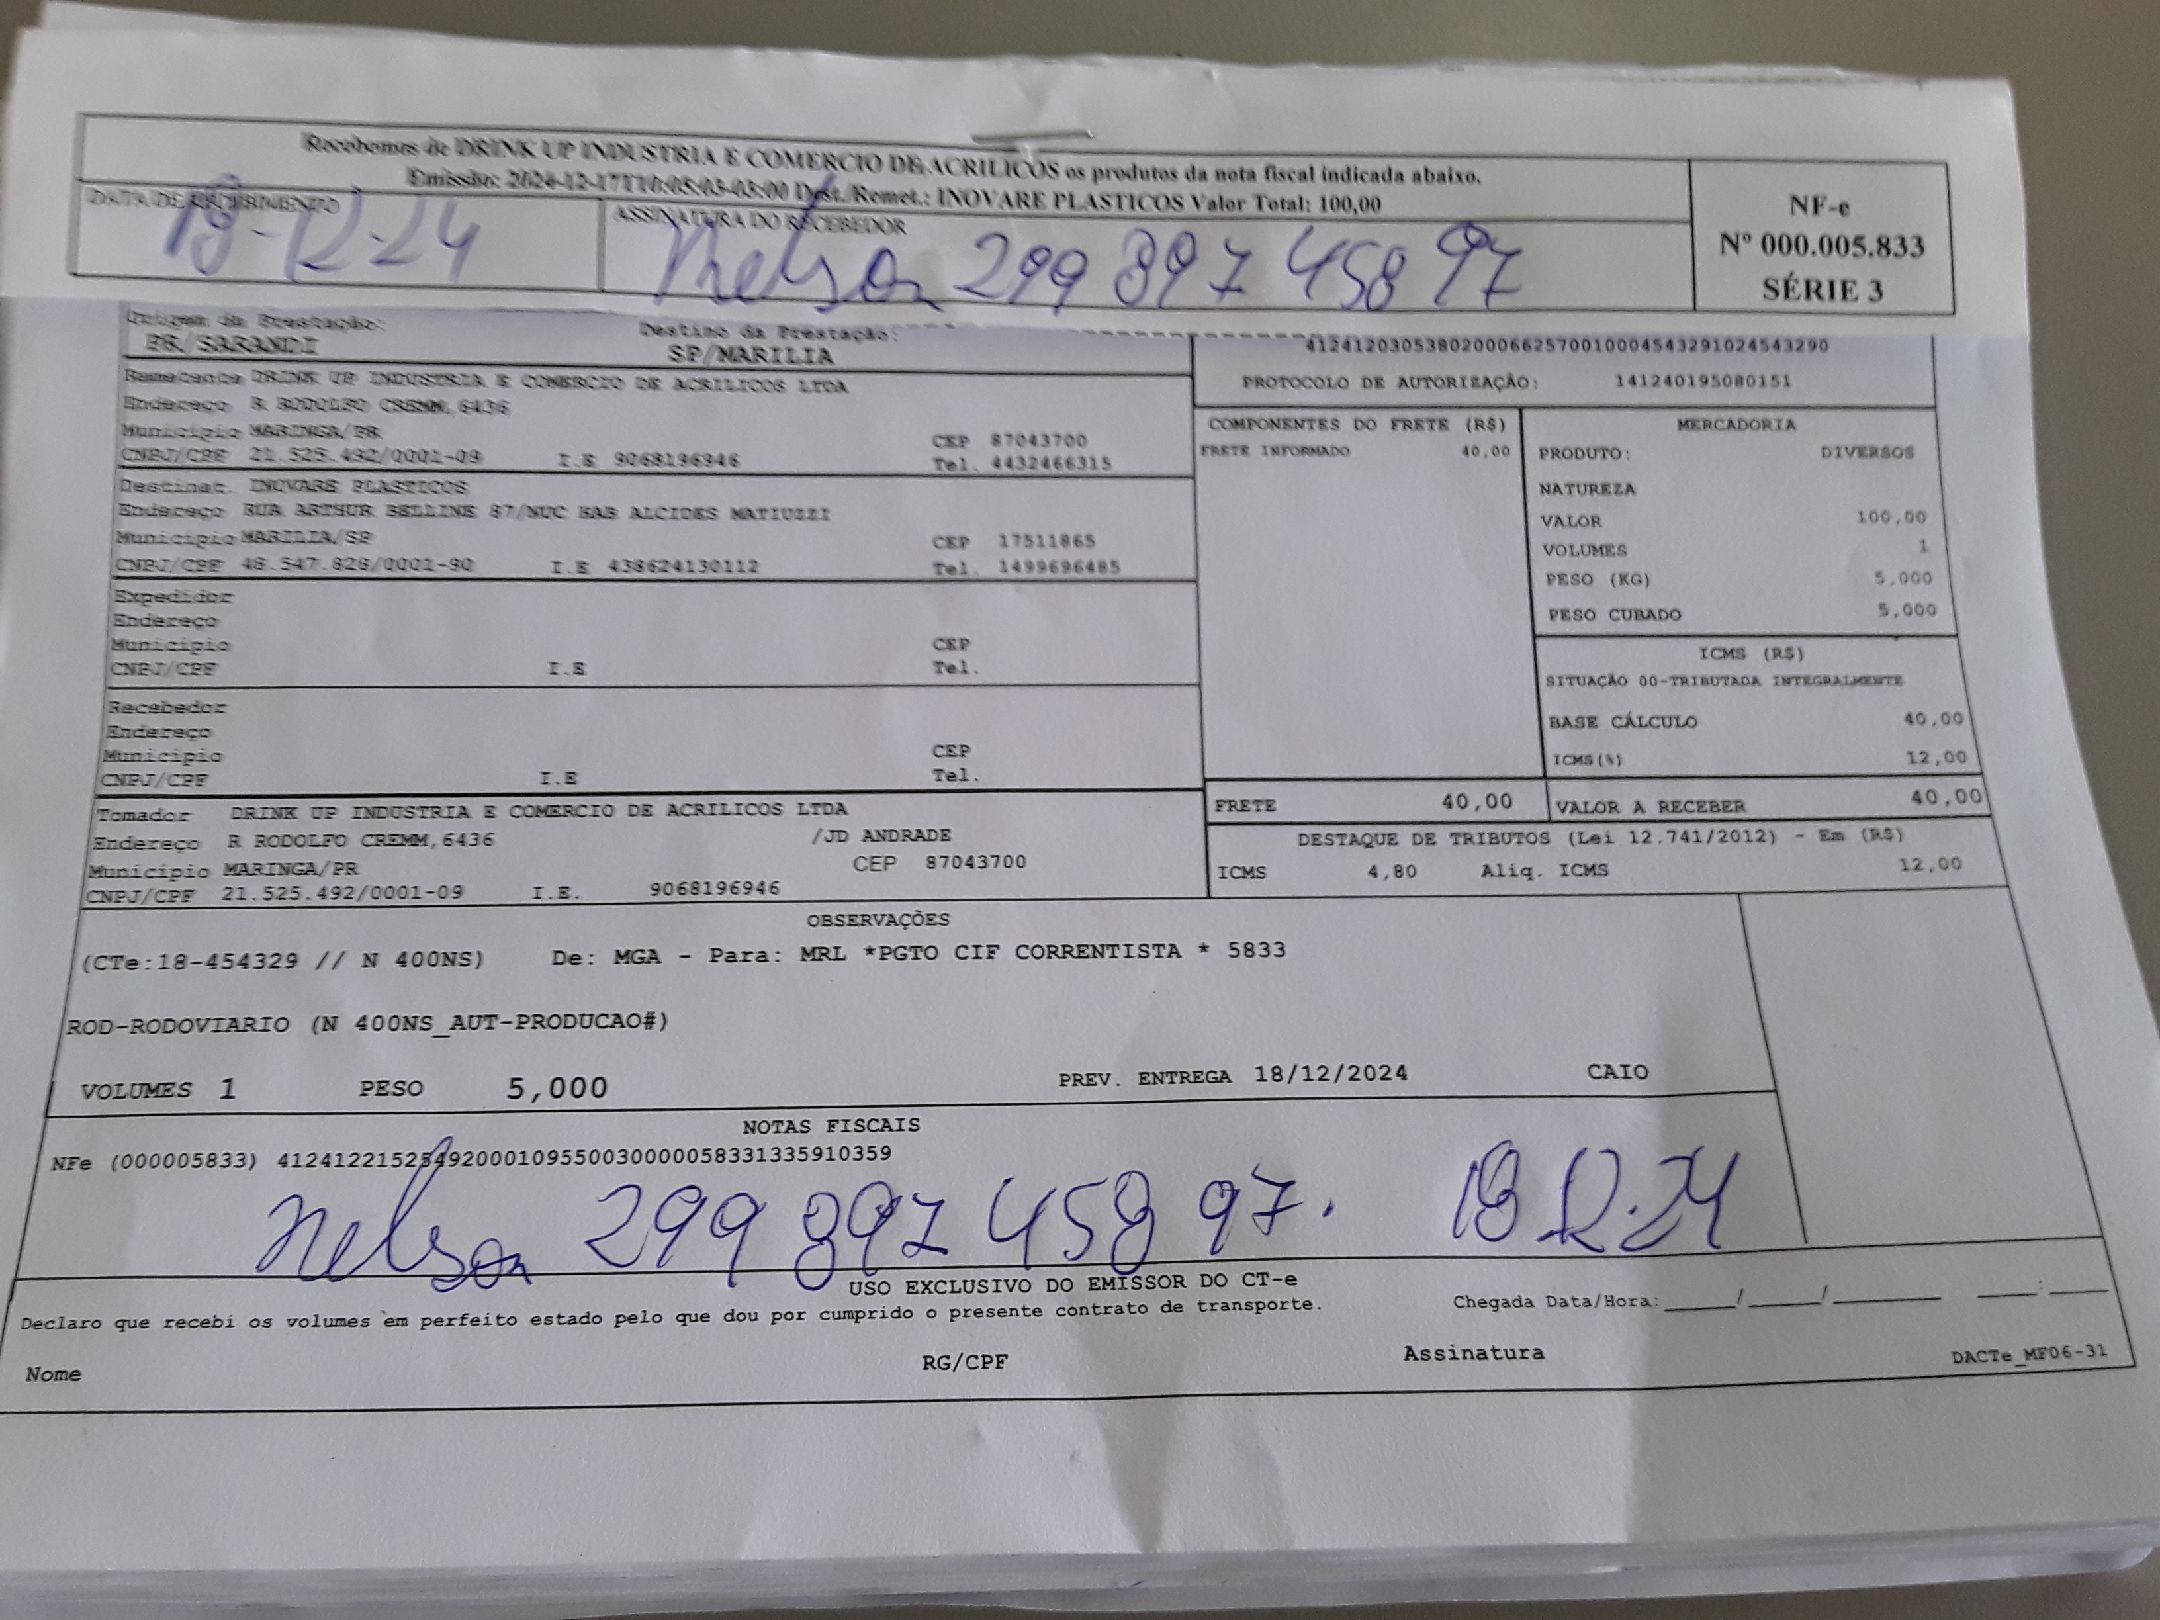 Recebemos de DRINK UP INDUSTRIA E COMERCIO DE ACRILICOS os produtos da nota fiscal indicada abaixo.
Emissão: 2024-12-17T10:05:03-03:00 Dest./Remet.: INOVARE PLASTICOS Valor Total: 100,00
DATA DE RECEBIMENTO
18-12-24
ASSINATURA DO RECEBEDOR
Nelson 299 897 458 97
NF-e
Nº 000.005.833
SÉRIE 3
Origem da Prestação:
PR/SARANDI
Destino da Prestação:
SP/MARILIA
41241203053802000662570010004543291024543290
PROTOCOLO DE AUTORIZAÇÃO: 141240195080151
Remetente DRINK UP INDUSTRIA E COMERCIO DE ACRILICOS LTDA
Endereço R RODOLFO CREMM,6436
Município MARINGA/PR CEP 87043700
CNPJ/CPF 21.525.492/0001-09 I.E 9068196946 Tel. 4432466315
Destinat. INOVARE PLASTICOS
Endereço RUA ARTHUR BELLINE 87/NUC HAB ALCIDES MATIUZZI
Município MARILIA/SP CEP 17511865
CNPJ/CPF 48.547.828/0001-90 I.E 438624130112 Tel. 1499696485
Expedidor
Endereço
Município CEP
CNPJ/CPF I.E Tel.
Recebedor
Endereço
Município CEP
CNPJ/CPF I.E Tel.
Tomador DRINK UP INDUSTRIA E COMERCIO DE ACRILICOS LTDA
Endereço R RODOLFO CREMM,6436 /JD ANDRADE
Município MARINGA/PR CEP 87043700
CNPJ/CPF 21.525.492/0001-09 I.E. 9068196946
COMPONENTES DO FRETE (R$)
FRETE INFORMADO 40,00
MERCADORIA
PRODUTO: DIVERSOS
NATUREZA
VALOR 100,00
VOLUMES 1
PESO (KG) 5,000
PESO CUBADO 5,000
ICMS (R$)
SITUAÇÃO 00-TRIBUTADA INTEGRALMENTE
BASE CÁLCULO 40,00
ICMS(%) 12,00
FRETE 40,00
VALOR A RECEBER 40,00
DESTAQUE DE TRIBUTOS (Lei 12.741/2012) - Em (R$)
ICMS 4,80 Aliq. ICMS 12,00
OBSERVAÇÕES
(CTe:18-454329 // N 400NS) De: MGA - Para: MRL *PGTO CIF CORRENTISTA * 5833
ROD-RODOVIARIO (N 400NS_AUT-PRODUCAO#)
VOLUMES 1 PESO 5,000 PREV. ENTREGA 18/12/2024 CAIO
NOTAS FISCAIS
NFe (000005833) 41241221525492000109550030000058331335910359
Nelson 299 897 458 97. 18 12.24
USO EXCLUSIVO DO EMISSOR DO CT-e
Declaro que recebi os volumes em perfeito estado pelo que dou por cumprido o presente contrato de transporte.
Chegada Data/Hora:_____/_____/_______ ____:____
Nome RG/CPF Assinatura
DACTe_MF06-31